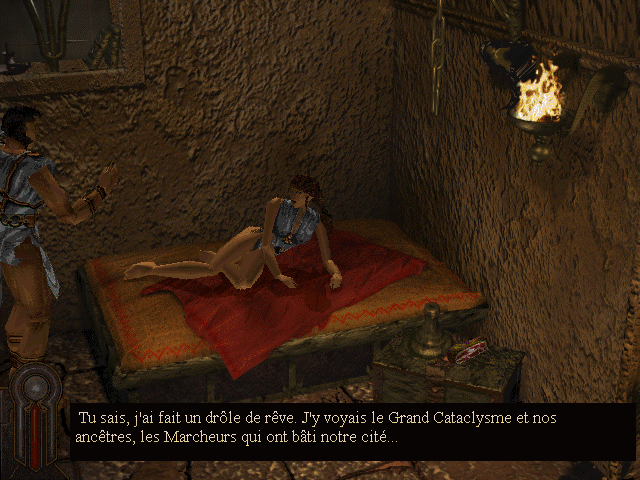 Tu sais, j'ai fait un drôle de rêve. J'y voyais le Grand Cataclysme et nos
ancêtres, les Marcheurs qui ont bâti notre cité...